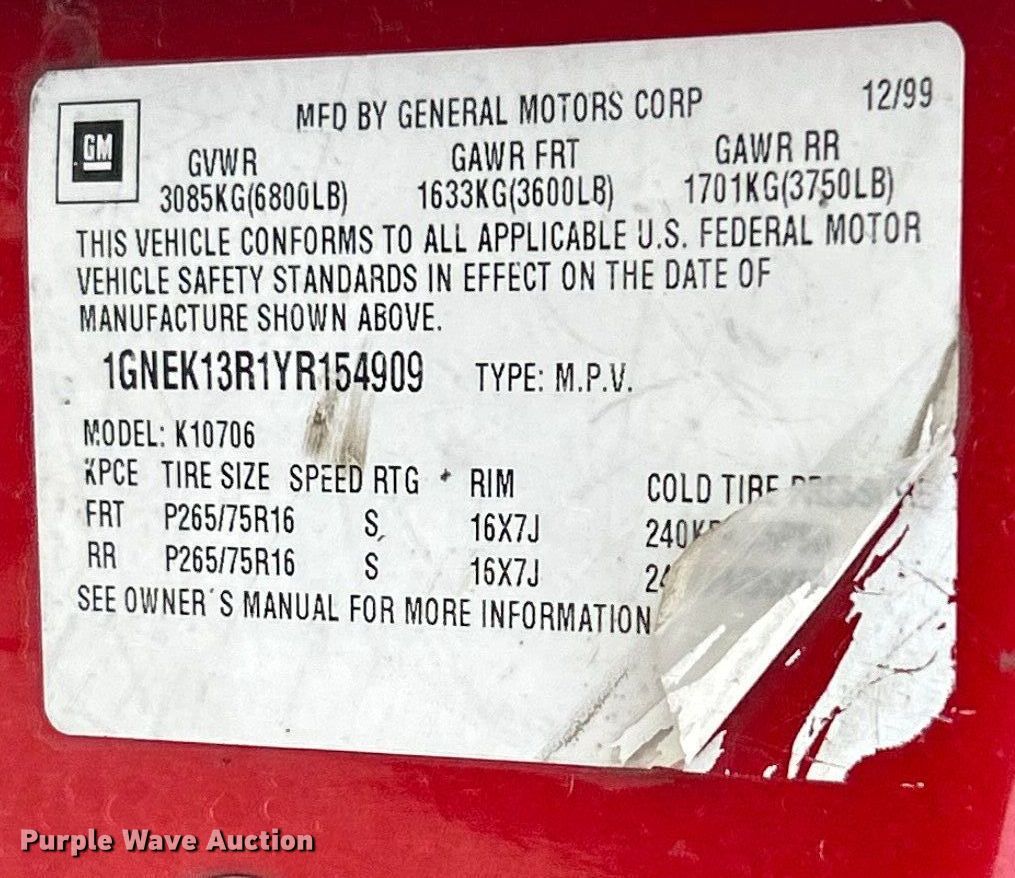 MFD BY GENERAL MOTORS CORP 12/99
GM
GVWR GAWR FRT GAWR RR
3085KG(6800LB) 1633KG(3600LB) 1701KG(3750LB)
THIS VEHICLE CONFORMS TO ALL APPLICABLE U.S. FEDERAL MOTOR
VEHICLE SAFETY STANDARDS IN EFFECT ON THE DATE OF
MANUFACTURE SHOWN ABOVE.
1GNEK13R1YR154909 TYPE: M.P.V.
MODEL: K10706
TIRE SIZE SPEED RTG RIM COLD TIRE
FRT P265/75R16 S 16X7J
RR P265/75R16 S 16X7J
SEE OWNER'S MANUAL FOR MORE INFORMATION
Purple Wave Auction